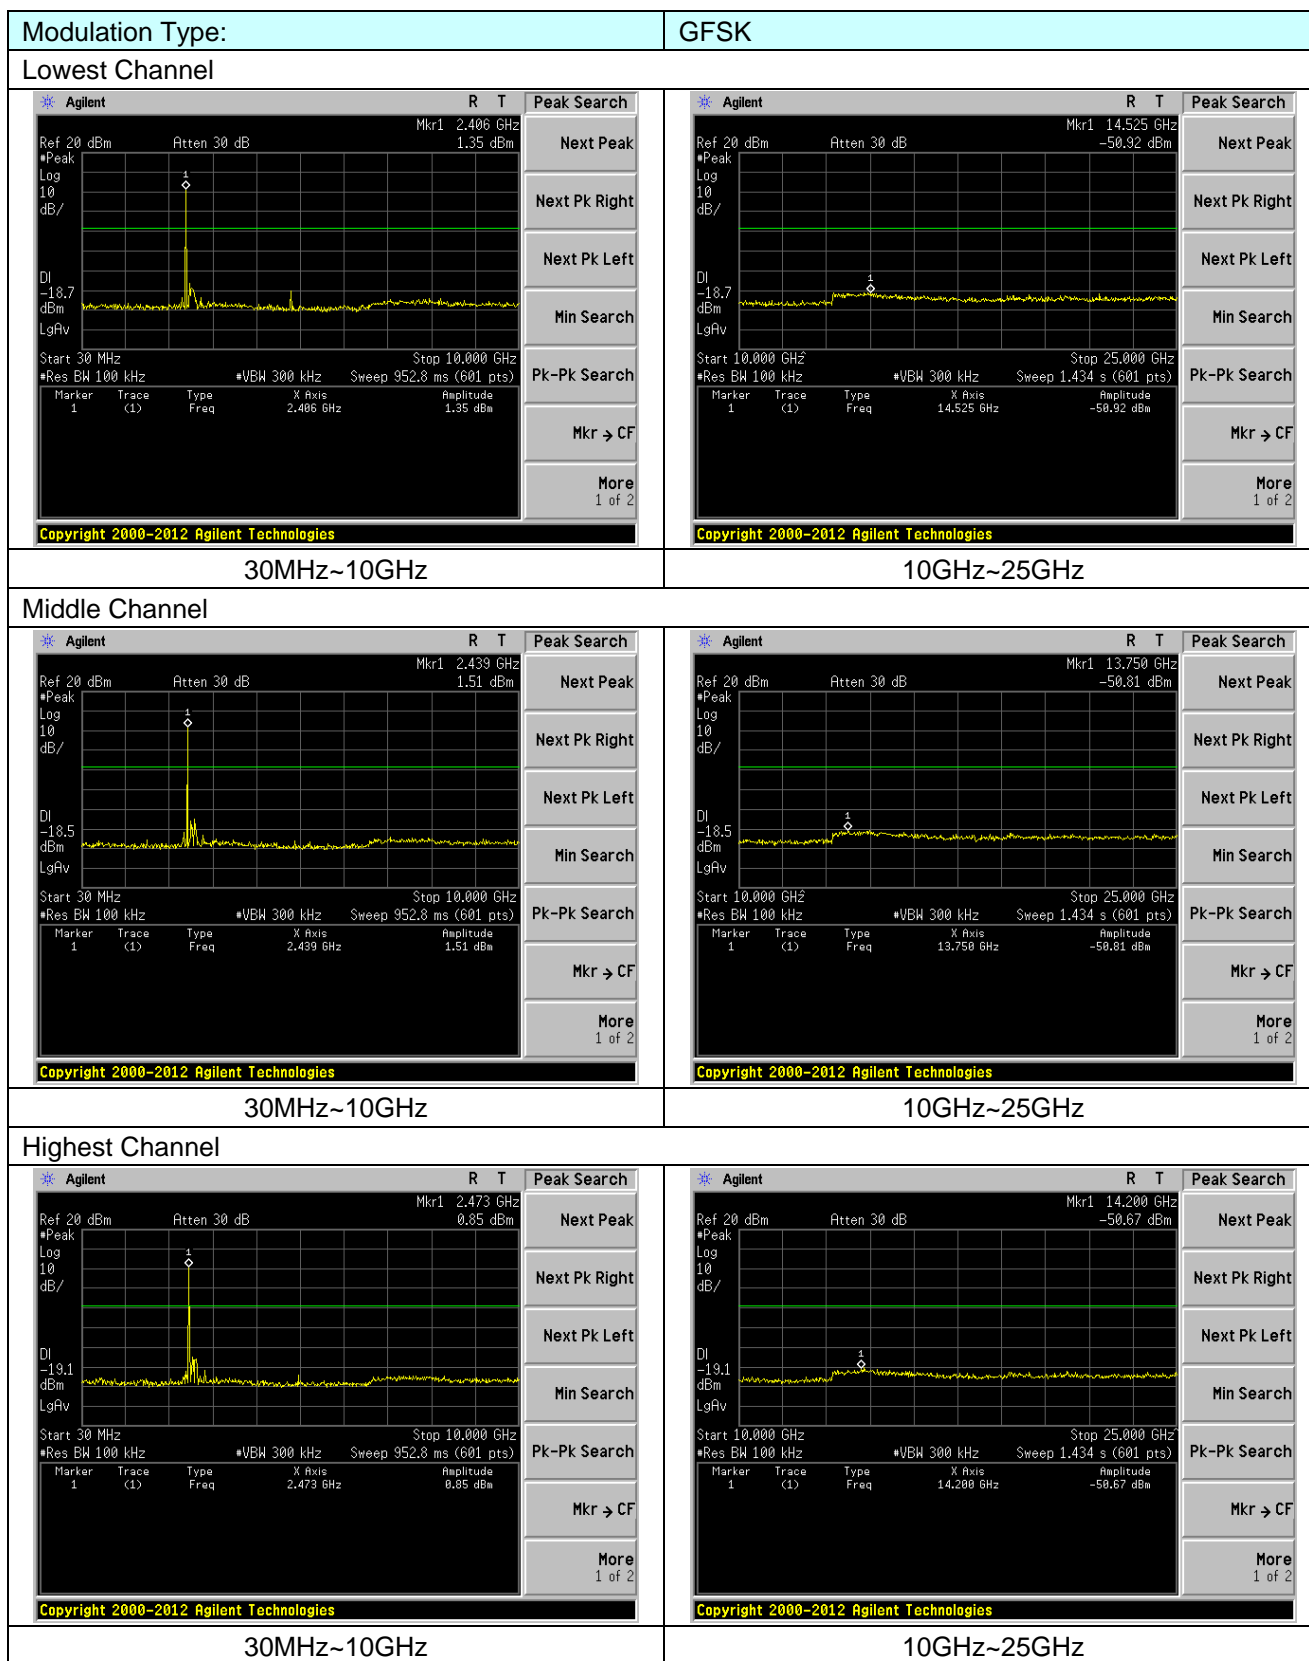 Modulation Type: GFSK
Lowest Channel
Agilent R T Peak Search
Mkr1 2.406 GHz
Ref 20 dBm Atten 30 dB 1.35 dBm
#Peak
Log
10
dB/
1
DI
-18.7
dBm
LgAv
Start 30 MHz Stop 10.000 GHz
#Res BW 100 kHz #VBW 300 kHz Sweep 952.8 ms (601 pts)
Marker Trace Type X Axis Amplitude
1 (1) Freq 2.406 GHz 1.35 dBm
Next Peak
Next Pk Right
Next Pk Left
Min Search
Pk-Pk Search
Mkr → CF
More
1 of 2
Copyright 2000-2012 Agilent Technologies
Agilent R T Peak Search
Mkr1 14.525 GHz
Ref 20 dBm Atten 30 dB -50.92 dBm
#Peak
Log
10
dB/
1
DI
-18.7
dBm
LgAv
Start 10.000 GHz Stop 25.000 GHz
#Res BW 100 kHz #VBW 300 kHz Sweep 1.434 s (601 pts)
Marker Trace Type X Axis Amplitude
1 (1) Freq 14.525 GHz -50.92 dBm
Next Peak
Next Pk Right
Next Pk Left
Min Search
Pk-Pk Search
Mkr → CF
More
1 of 2
Copyright 2000-2012 Agilent Technologies
30MHz~10GHz 10GHz~25GHz
Middle Channel
Agilent R T Peak Search
Mkr1 2.439 GHz
Ref 20 dBm Atten 30 dB 1.51 dBm
#Peak
Log
10
dB/
1
DI
-18.5
dBm
LgAv
Start 30 MHz Stop 10.000 GHz
#Res BW 100 kHz #VBW 300 kHz Sweep 952.8 ms (601 pts)
Marker Trace Type X Axis Amplitude
1 (1) Freq 2.439 GHz 1.51 dBm
Next Peak
Next Pk Right
Next Pk Left
Min Search
Pk-Pk Search
Mkr → CF
More
1 of 2
Copyright 2000-2012 Agilent Technologies
Agilent R T Peak Search
Mkr1 13.750 GHz
Ref 20 dBm Atten 30 dB -50.81 dBm
#Peak
Log
10
dB/
1
DI
-18.5
dBm
LgAv
Start 10.000 GHz Stop 25.000 GHz
#Res BW 100 kHz #VBW 300 kHz Sweep 1.434 s (601 pts)
Marker Trace Type X Axis Amplitude
1 (1) Freq 13.750 GHz -50.81 dBm
Next Peak
Next Pk Right
Next Pk Left
Min Search
Pk-Pk Search
Mkr → CF
More
1 of 2
Copyright 2000-2012 Agilent Technologies
30MHz~10GHz 10GHz~25GHz
Highest Channel
Agilent R T Peak Search
Mkr1 2.473 GHz
Ref 20 dBm Atten 30 dB 0.85 dBm
#Peak
Log
10
dB/
1
DI
-19.1
dBm
LgAv
Start 30 MHz Stop 10.000 GHz
#Res BW 100 kHz #VBW 300 kHz Sweep 952.8 ms (601 pts)
Marker Trace Type X Axis Amplitude
1 (1) Freq 2.473 GHz 0.85 dBm
Next Peak
Next Pk Right
Next Pk Left
Min Search
Pk-Pk Search
Mkr → CF
More
1 of 2
Copyright 2000-2012 Agilent Technologies
Agilent R T Peak Search
Mkr1 14.200 GHz
Ref 20 dBm Atten 30 dB -50.67 dBm
#Peak
Log
10
dB/
1
DI
-19.1
dBm
LgAv
Start 10.000 GHz Stop 25.000 GHz
#Res BW 100 kHz #VBW 300 kHz Sweep 1.434 s (601 pts)
Marker Trace Type X Axis Amplitude
1 (1) Freq 14.200 GHz -50.67 dBm
Next Peak
Next Pk Right
Next Pk Left
Min Search
Pk-Pk Search
Mkr → CF
More
1 of 2
Copyright 2000-2012 Agilent Technologies
30MHz~10GHz 10GHz~25GHz